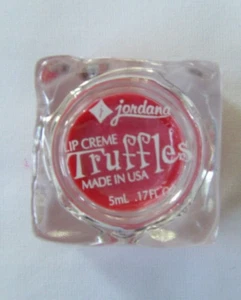 jordana
LIP CREME
Truffles
MADE IN USA
5mL .17FL